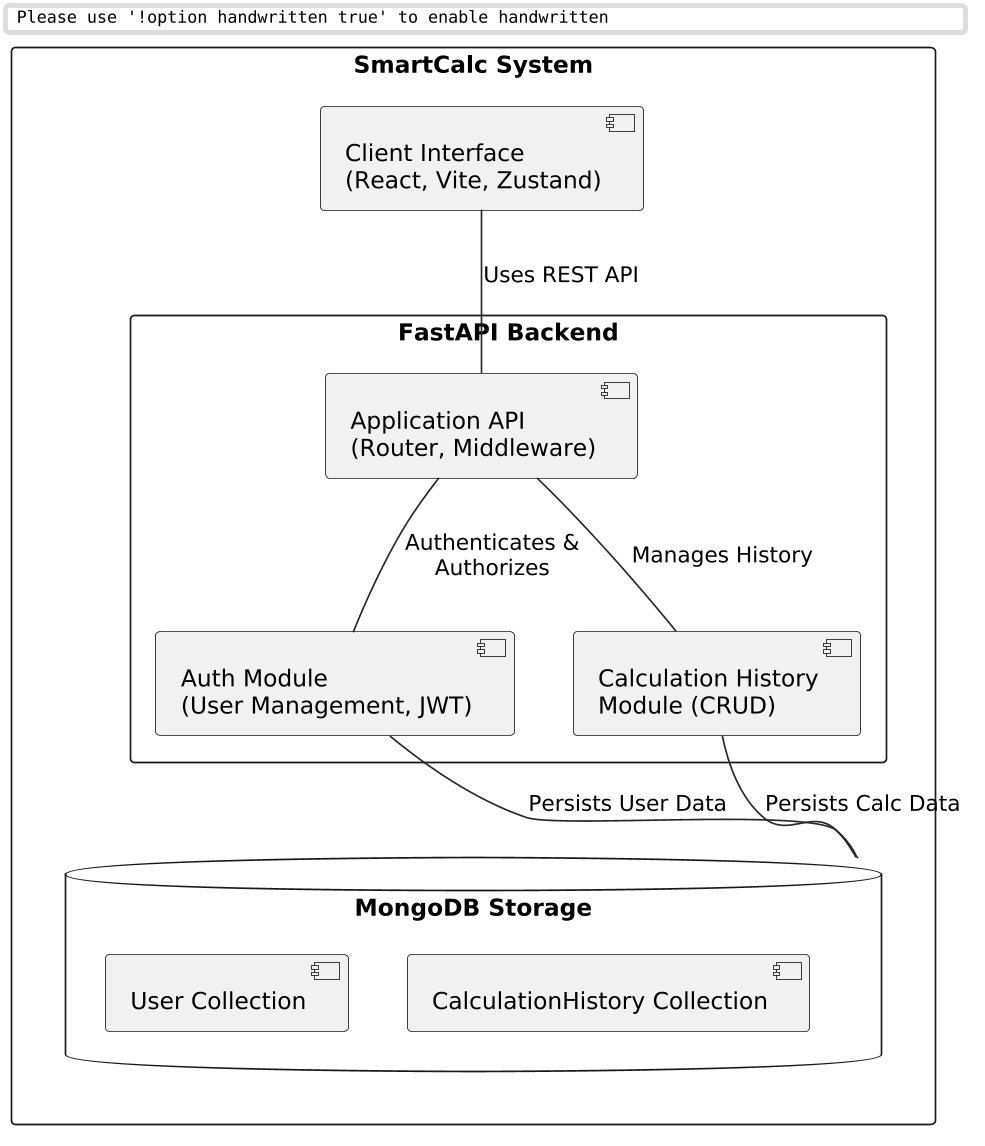 Please use '!option handwritten true' to enable handwritten
SmartCalc System
Client Interface
(React, Vite, Zustand)
Uses REST API
FastAPI Backend
Application API
(Router, Middleware)
Authenticates &
Authorizes
Manages History
Auth Module
(User Management, JWT)
Calculation History
Module (CRUD)
Persists User Data
Persists Calc Data
MongoDB Storage
User Collection
CalculationHistory Collection